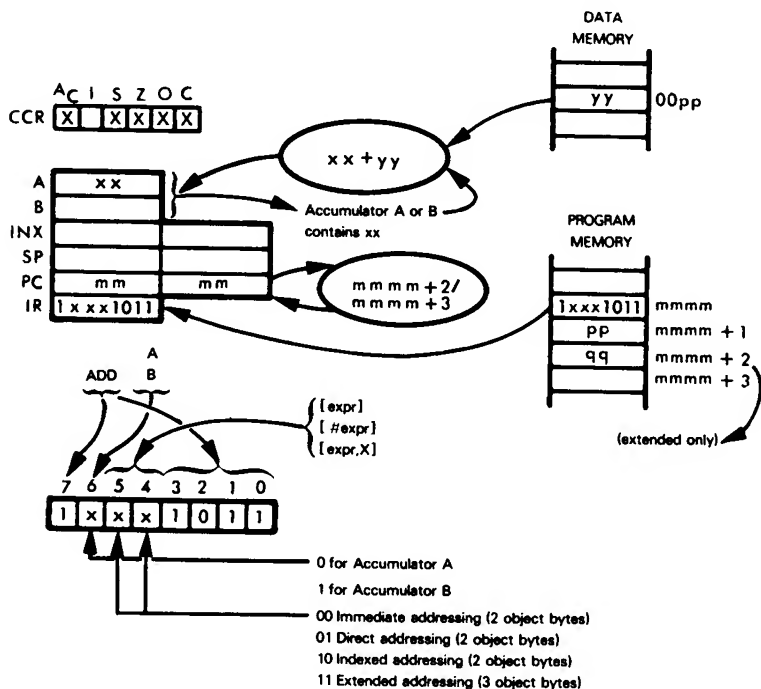 DATA
MEMORY
yy 00pp
A C I S Z O C
CCR X X X X X
xx + yy
A xx
B
Accumulator A or B
contains xx
INX
SP
PC mm mm
IR 1xxx1011
mmmm + 2/
mmmm + 3
PROGRAM
MEMORY
1xxx1011 mmmm
pp mmmm + 1
qq mmmm + 2
mmmm + 3
(extended only)
ADD
A
B
[expr]
[ #expr]
[expr,X]
7 6 5 4 3 2 1 0
1 x x x 1 0 1 1
0 for Accumulator A
1 for Accumulator B
00 Immediate addressing (2 object bytes)
01 Direct addressing (2 object bytes)
10 Indexed addressing (2 object bytes)
11 Extended addressing (3 object bytes)